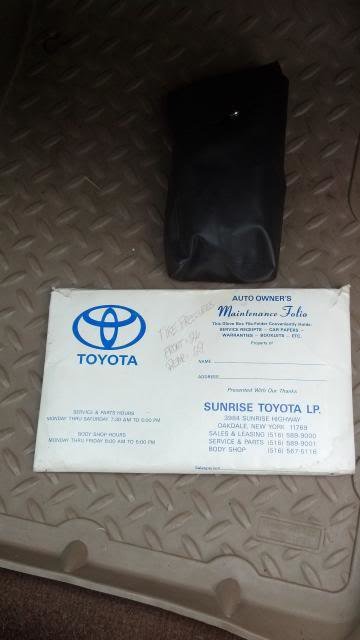 TOYOTA
SERVICE & PARTS HOURS
MONDAY THRU SATURDAY 7:30 AM TO 5:00 PM
BODY SHOP HOURS
MONDAY THRU FRIDAY 8:00 AM TO 5:00 PM
TIRE PRESSURES
FRONT - 26
REAR - 29
AUTO OWNER'S
Maintenance Folio
This Glove Box File/Folder Conveniently Holds:
SERVICE RECEIPTS — CAR PAPERS
WARRANTIES — BOOKLETS — ETC.
Property of
NAME
ADDRESS
Presented With Our Thanks
SUNRISE TOYOTA LP.
3984 SUNRISE HIGHWAY
OAKDALE, NEW YORK 11769
SALES & LEASING (516) 589-9000
SERVICE & PARTS (516) 589-9001
BODY SHOP (516) 567-5116
Salesperson